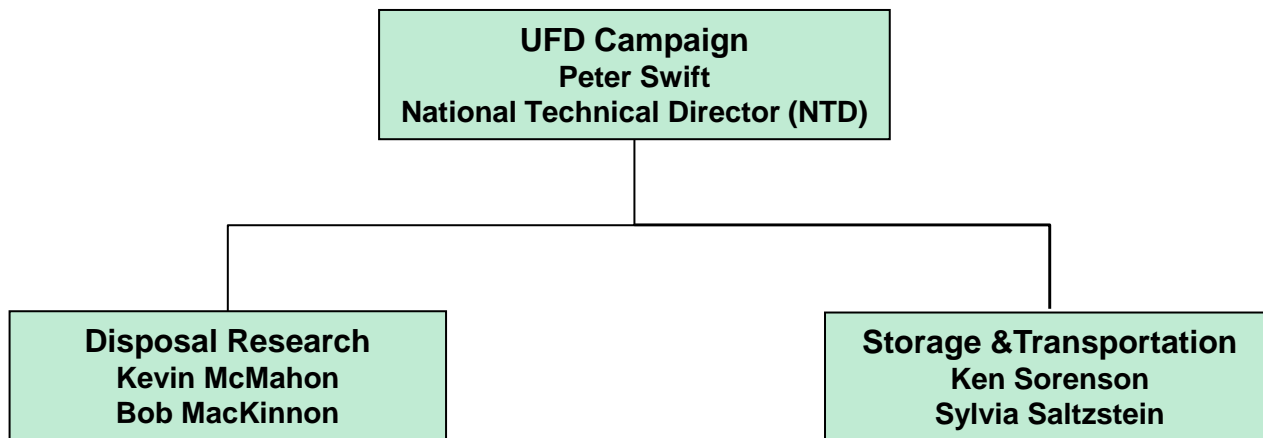 UFD Campaign
Peter Swift
National Technical Director (NTD)
Disposal Research
Kevin McMahon
Bob MacKinnon
Storage &Transportation
Ken Sorenson
Sylvia Saltzstein